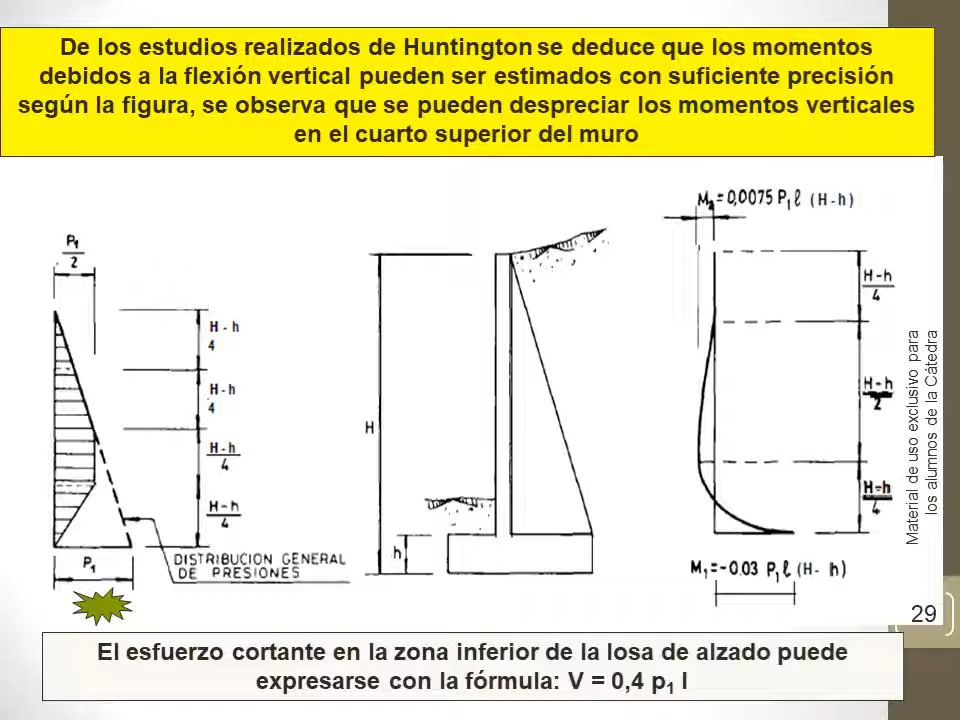 De los estudios realizados de Huntington se deduce que los momentos
debidos a la flexión vertical pueden ser estimados con suficiente precisión
según la figura, se observa que se pueden despreciar los momentos verticales
en el cuarto superior del muro
P₁
2
H - h
4
H - h
4
H - h
4
H - h
4
P₁
DISTRIBUCION GENERAL
DE PRESIONES
H
h
M₂=0,0075 P₁ℓ (H-h)
H-h
4
H-h
2
H-h
4
M₁=-0.03 P₁ℓ (H- h)
Material de uso exclusivo para
los alumnos de la Cátedra
29
El esfuerzo cortante en la zona inferior de la losa de alzado puede
expresarse con la fórmula: V = 0,4 p₁ l